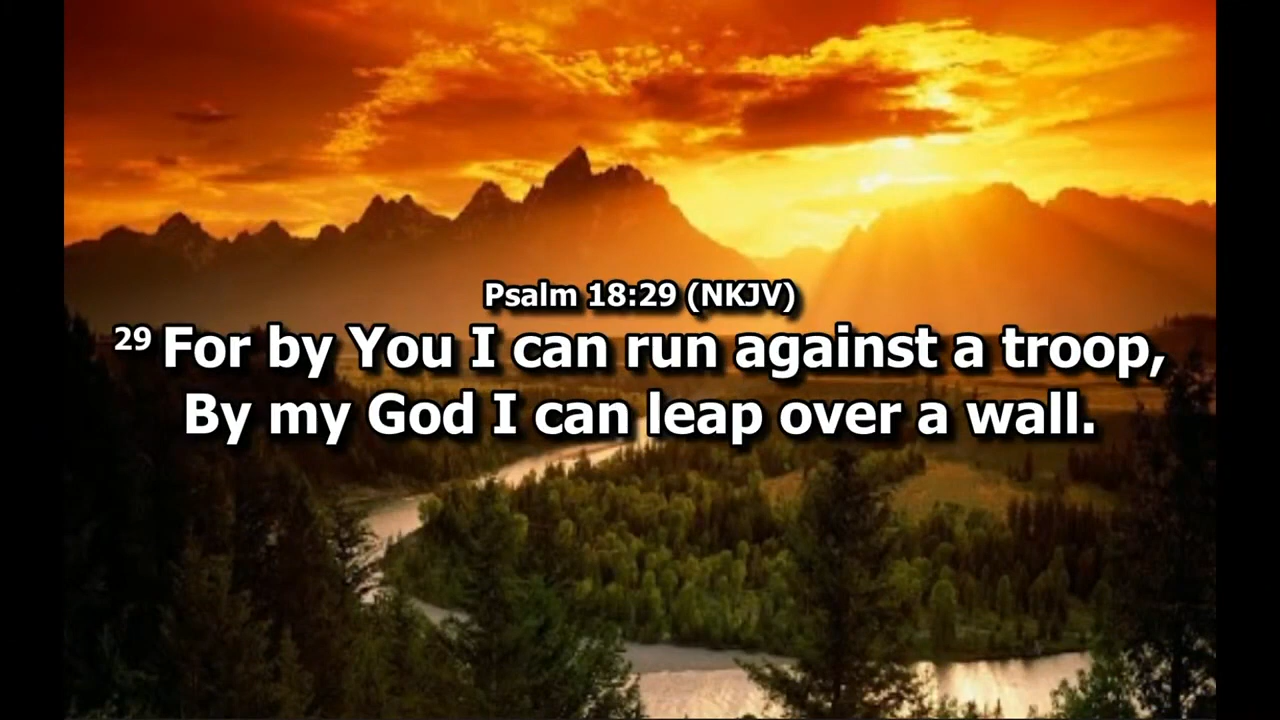 Psalm 18:29 (NKJV)
29 For by You I can run against a troop,
By my God I can leap over a wall.